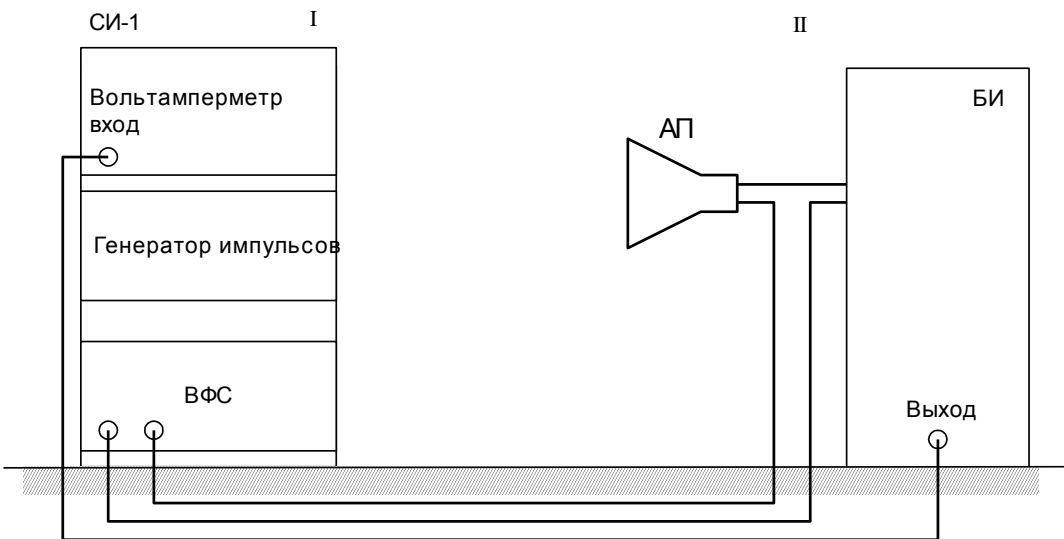 СИ-1
I
II
Вольтамперметр
вход
БИ
АП
Генератор импульсов
ВФС
Выход